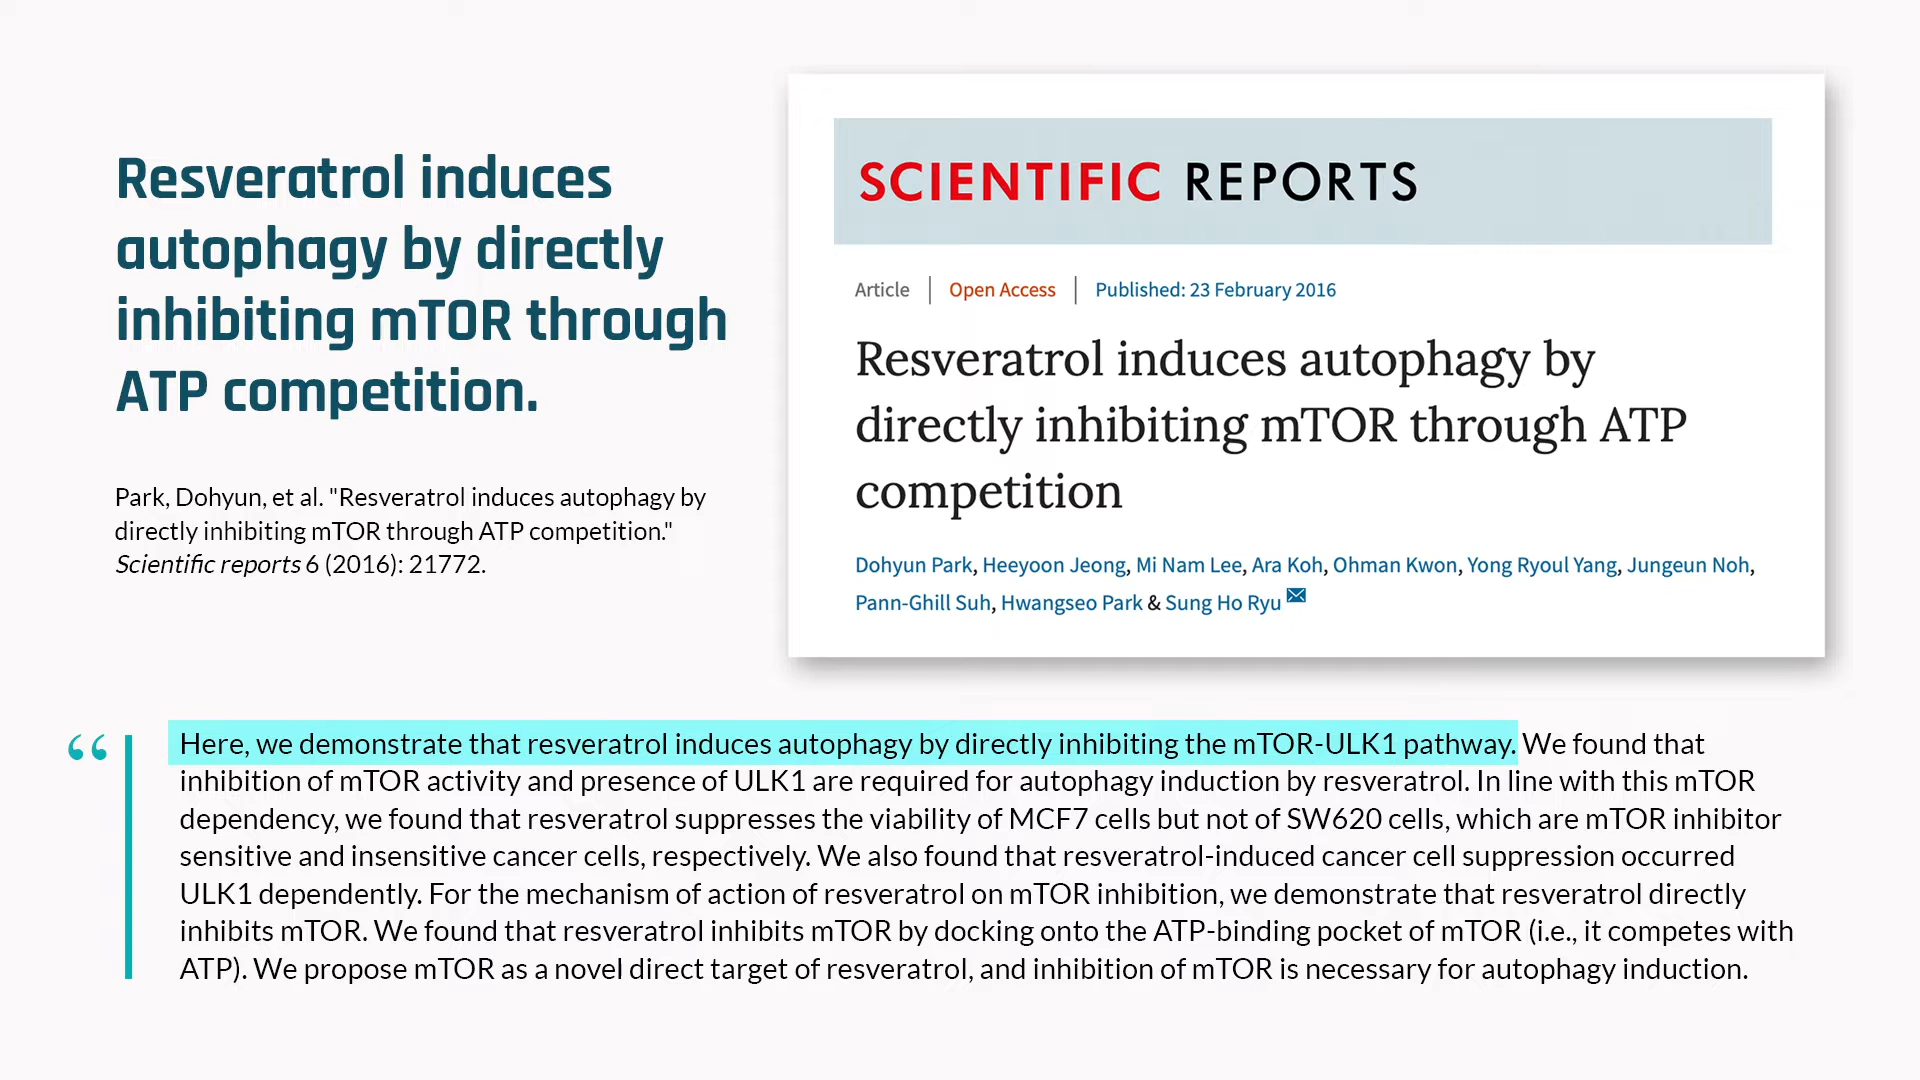 Resveratrol induces
autophagy by directly
inhibiting mTOR through
ATP competition.
Park, Dohyun, et al. "Resveratrol induces autophagy by
directly inhibiting mTOR through ATP competition."
Scientific reports 6 (2016): 21772.
SCIENTIFIC REPORTS
Article | Open Access | Published: 23 February 2016
Resveratrol induces autophagy by
directly inhibiting mTOR through ATP
competition
Dohyun Park, Heeyoon Jeong, Mi Nam Lee, Ara Koh, Ohman Kwon, Yong Ryoul Yang, Jungeun Noh,
Pann-Ghill Suh, Hwangseo Park & Sung Ho Ryu
“ Here, we demonstrate that resveratrol induces autophagy by directly inhibiting the mTOR-ULK1 pathway. We found that
inhibition of mTOR activity and presence of ULK1 are required for autophagy induction by resveratrol. In line with this mTOR
dependency, we found that resveratrol suppresses the viability of MCF7 cells but not of SW620 cells, which are mTOR inhibitor
sensitive and insensitive cancer cells, respectively. We also found that resveratrol-induced cancer cell suppression occurred
ULK1 dependently. For the mechanism of action of resveratrol on mTOR inhibition, we demonstrate that resveratrol directly
inhibits mTOR. We found that resveratrol inhibits mTOR by docking onto the ATP-binding pocket of mTOR (i.e., it competes with
ATP). We propose mTOR as a novel direct target of resveratrol, and inhibition of mTOR is necessary for autophagy induction.